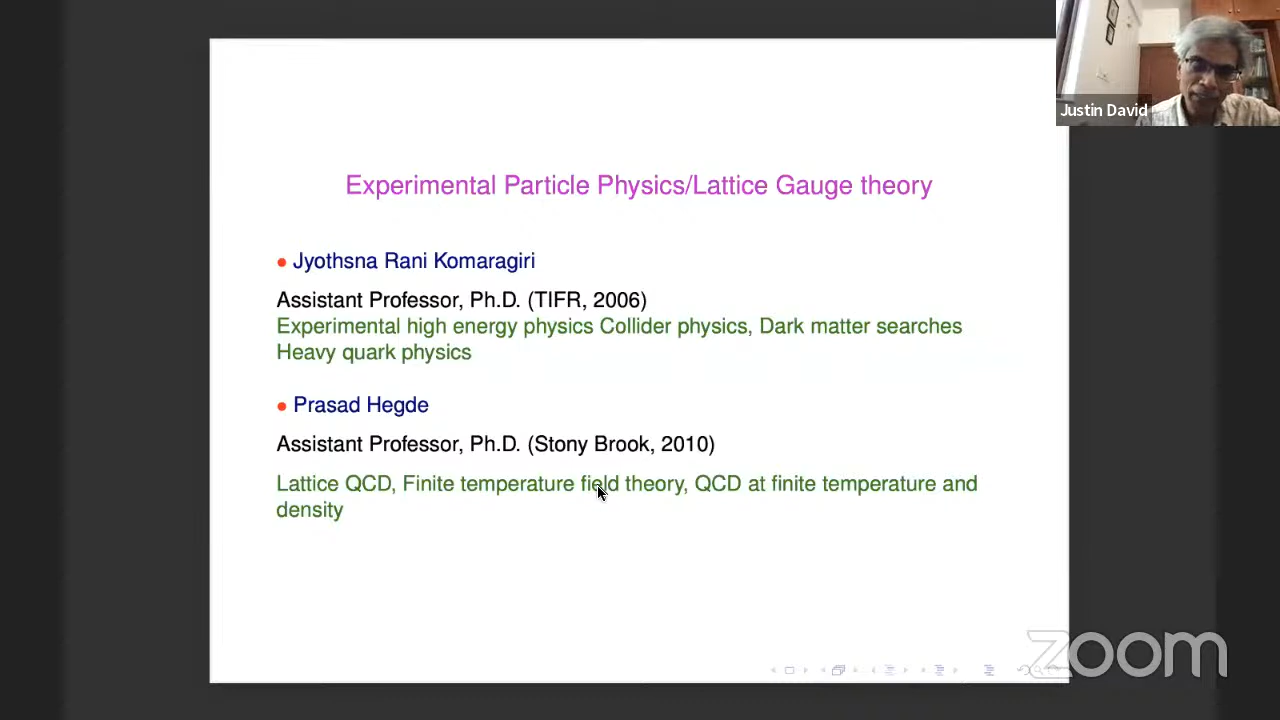 Justin David
Experimental Particle Physics/Lattice Gauge theory
Jyothsna Rani Komaragiri
Assistant Professor, Ph.D. (TIFR, 2006)
Experimental high energy physics Collider physics, Dark matter searches
Heavy quark physics
Prasad Hegde
Assistant Professor, Ph.D. (Stony Brook, 2010)
Lattice QCD, Finite temperature field theory, QCD at finite temperature and
density
zoom